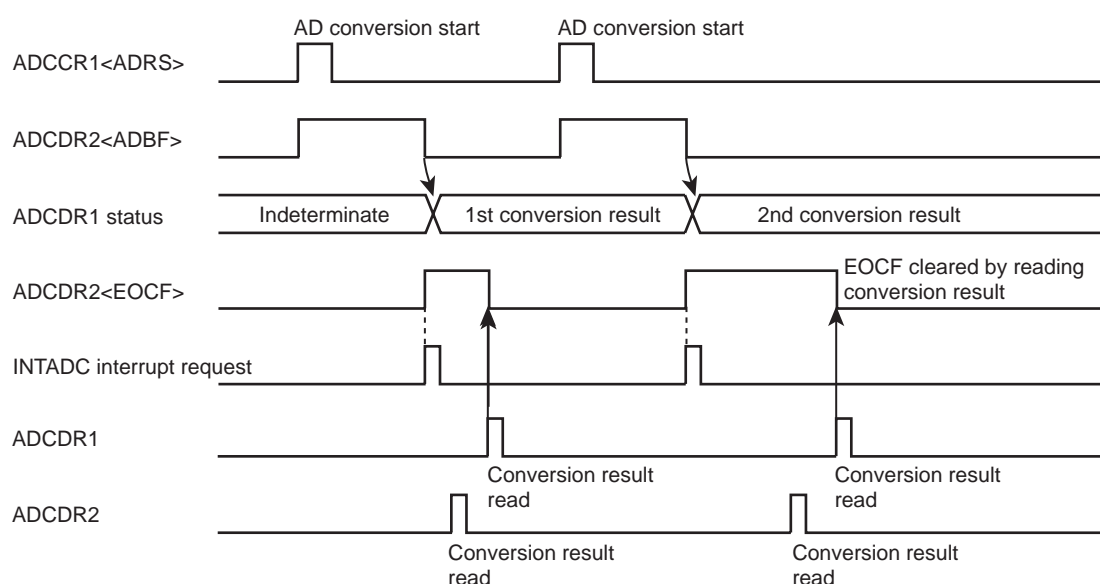 AD conversion start
AD conversion start
ADCCR1<ADRS>
ADCDR2<ADBF>
ADCDR1 status
Indeterminate
1st conversion result
2nd conversion result
EOCF cleared by reading
conversion result
ADCDR2<EOCF>
INTADC interrupt request
ADCDR1
Conversion result
read
Conversion result
read
ADCDR2
Conversion result
read
Conversion result
read